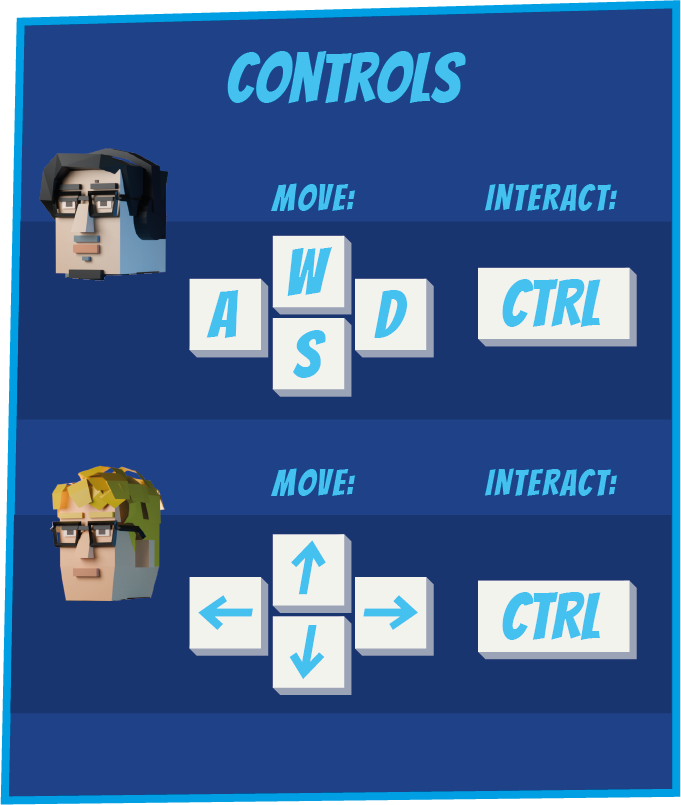 CONTROLS
MOVE: INTERACT:
W
A D CTRL
S
MOVE: INTERACT:
↑
← → CTRL
↓